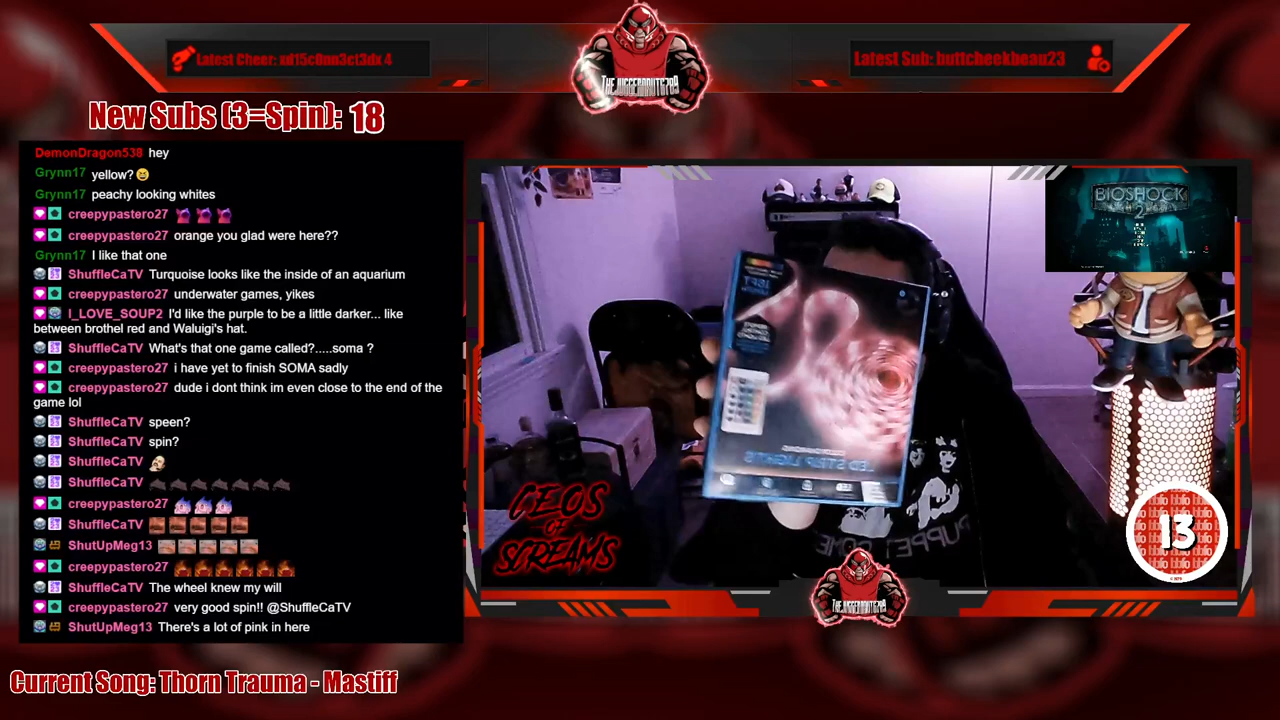 Latest Cheer: xd15c0nn3ct3dx 4
THEJUGGERNAUT6789
Latest Sub: buttcheekbeau23
New Subs (3=Spin): 18
DemonDragon538 hey
Grynn17 yellow?
Grynn17 peachy looking whites
creepypastero27
creepypastero27 orange you glad were here??
Grynn17 I like that one
ShuffleCaTV Turquoise looks like the inside of an aquarium
creepypastero27 underwater games, yikes
I_LOVE_SOUP2 I'd like the purple to be a little darker... like
between brothel red and Waluigi's hat.
ShuffleCaTV What's that one game called?.....soma ?
creepypastero27 i have yet to finish SOMA sadly
creepypastero27 dude i dont think im even close to the end of the
game lol
ShuffleCaTV speen?
ShuffleCaTV spin?
ShuffleCaTV
ShuffleCaTV
creepypastero27
ShuffleCaTV
ShutUpMeg13
creepypastero27
ShuffleCaTV The wheel knew my will
creepypastero27 very good spin!! @ShuffleCaTV
ShutUpMeg13 There's a lot of pink in here
BIOSHOCK
2
LED STRIP LIGHTS
PUPPET COMBO
CEOS
OF
SCREAMS
13
THEJUGGERNAUT6789
Current Song: Thorn Trauma - Mastiff